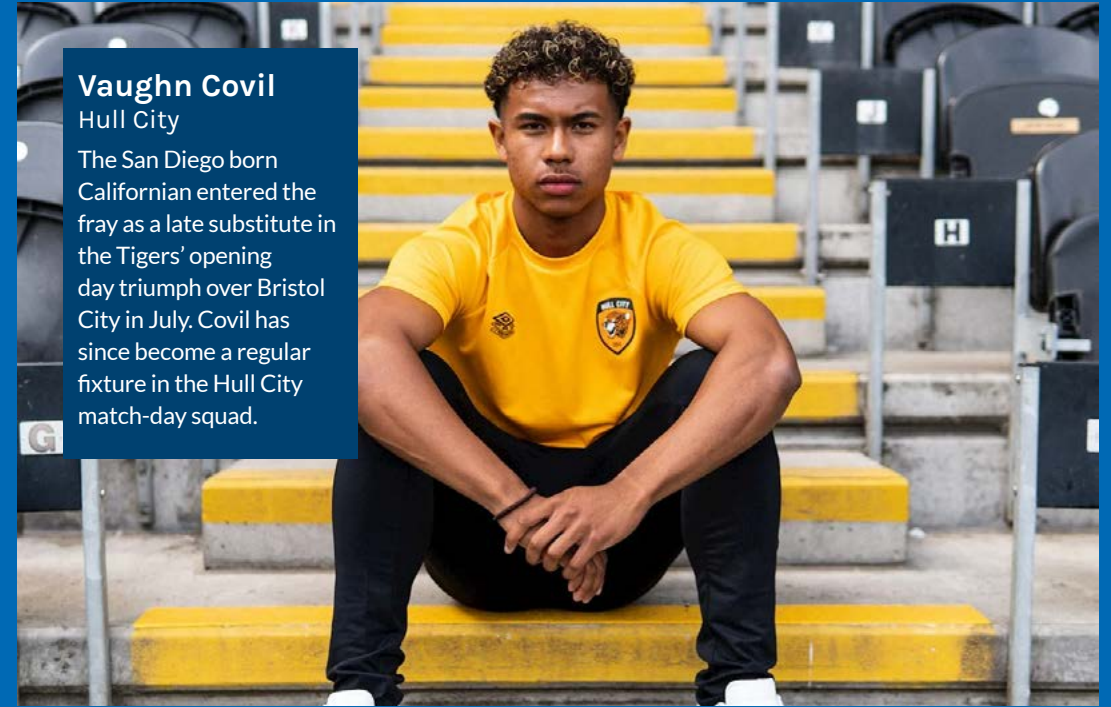 Vaughn Covil
Hull City
The San Diego born
Californian entered the
fray as a late substitute in
the Tigers’ opening
day triumph over Bristol
City in July. Covil has
since become a regular
fixture in the Hull City
match-day squad.
HULL CITY
J
H
G